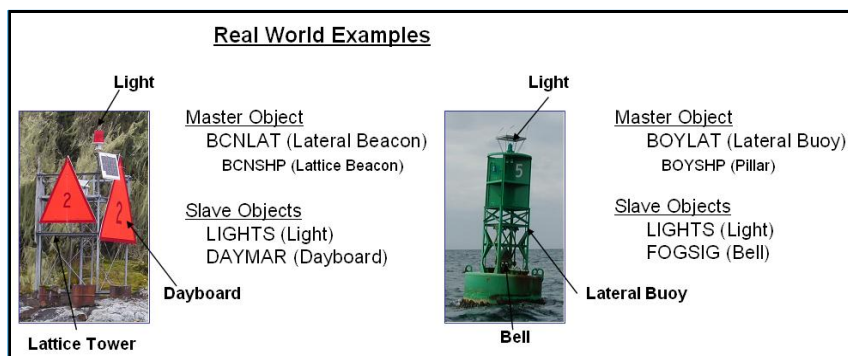 Real World Examples
Light
Master Object
BCNLAT (Lateral Beacon)
BCNSHP (Lattice Beacon)
Slave Objects
LIGHTS (Light)
DAYMAR (Dayboard)
2
2
Dayboard
Lattice Tower
Light
Master Object
BOYLAT (Lateral Buoy)
BOYSHP (Pillar)
Slave Objects
LIGHTS (Light)
FOGSIG (Bell)
5
Lateral Buoy
Bell